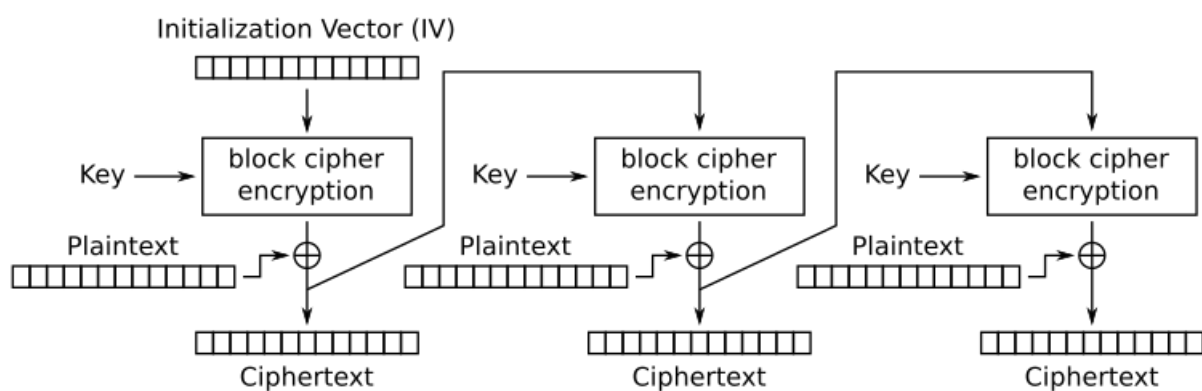 Initialization Vector (IV)
Key
block cipher
encryption
Key
block cipher
encryption
Key
block cipher
encryption
Plaintext
Plaintext
Plaintext
Ciphertext
Ciphertext
Ciphertext